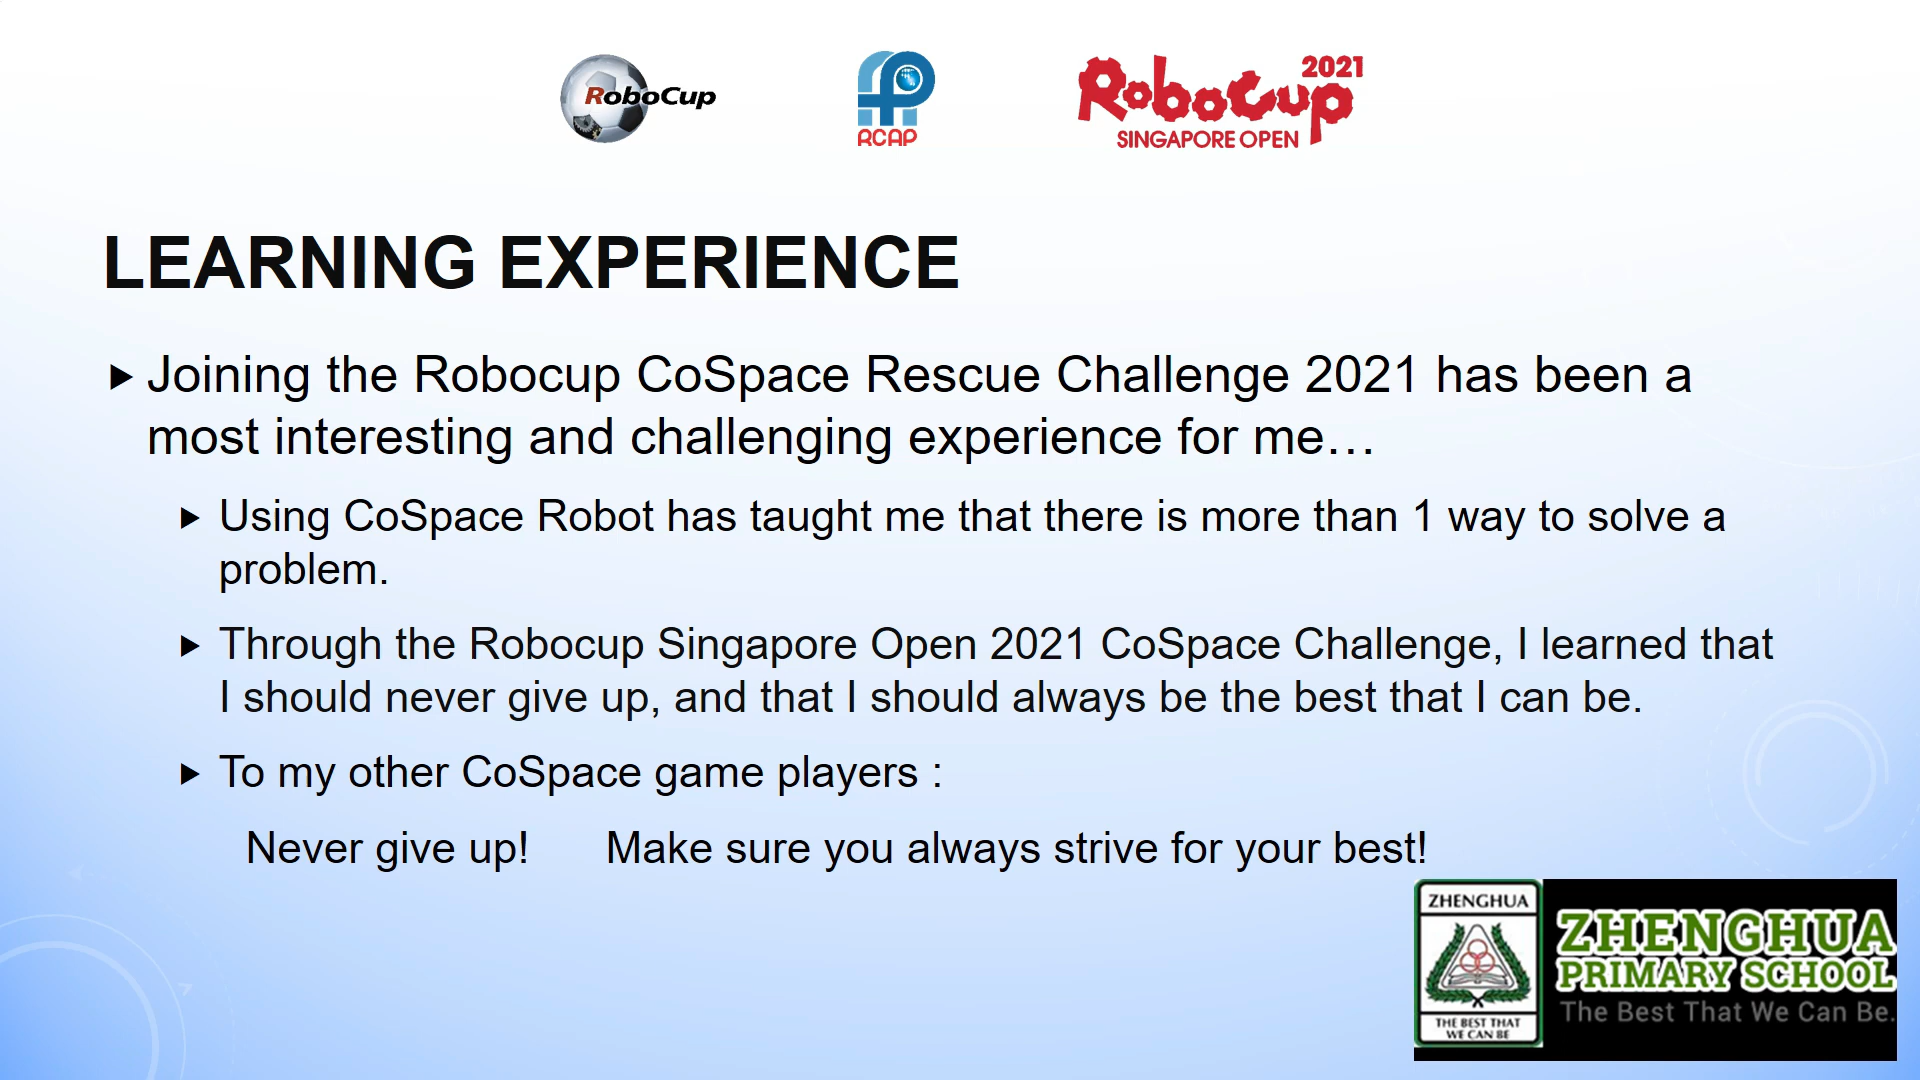 RoboCup
RCAP
RoboCup 2021
SINGAPORE OPEN
LEARNING EXPERIENCE
Joining the Robocup CoSpace Rescue Challenge 2021 has been a
most interesting and challenging experience for me…
Using CoSpace Robot has taught me that there is more than 1 way to solve a
problem.
Through the Robocup Singapore Open 2021 CoSpace Challenge, I learned that
I should never give up, and that I should always be the best that I can be.
To my other CoSpace game players :
Never give up! Make sure you always strive for your best!
ZHENGHUA
THE BEST THAT
WE CAN BE
ZHENGHUA
PRIMARY SCHOOL
The Best That We Can Be.